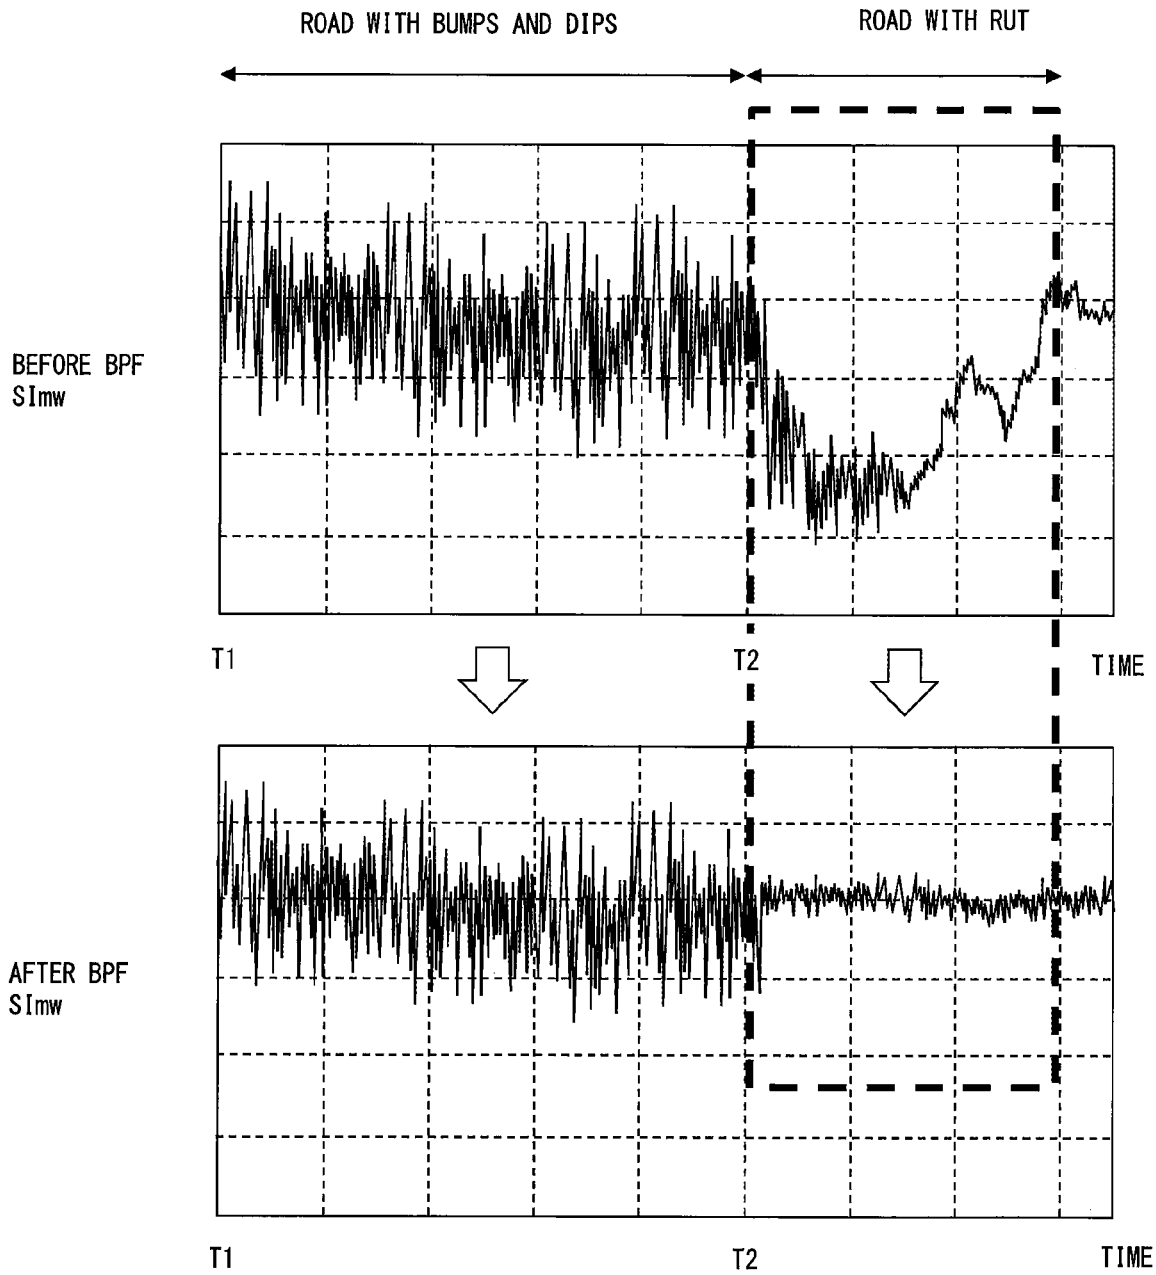 ROAD WITH BUMPS AND DIPS
ROAD WITH RUT
BEFORE BPF
SImw
T1
T2
TIME
AFTER BPF
SImw
T1
T2
TIME